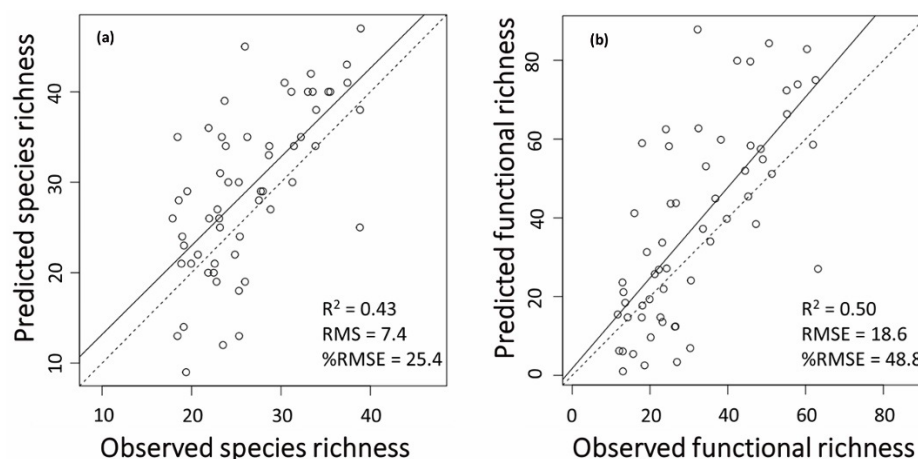 (a)
Predicted species richness
40
30
20
10
R² = 0.43
RMS = 7.4
%RMSE = 25.4
10 20 30 40
Observed species richness
(b)
Predicted functional richness
80
60
40
20
0
R² = 0.50
RMSE = 18.6
%RMSE = 48.8
0 20 40 60 80
Observed functional richness